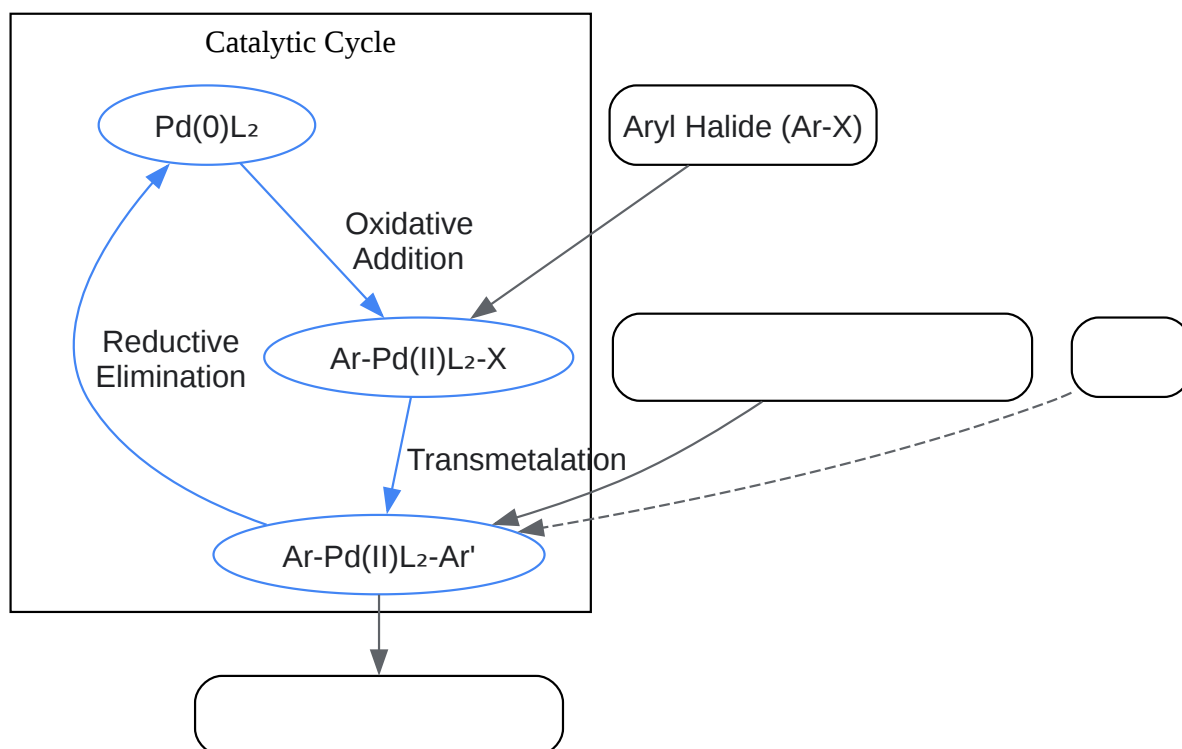 Catalytic Cycle
Pd(0)L₂
Aryl Halide (Ar-X)
Oxidative
Addition
Reductive
Elimination
Ar-Pd(II)L₂-X
Transmetalation
Ar-Pd(II)L₂-Ar'